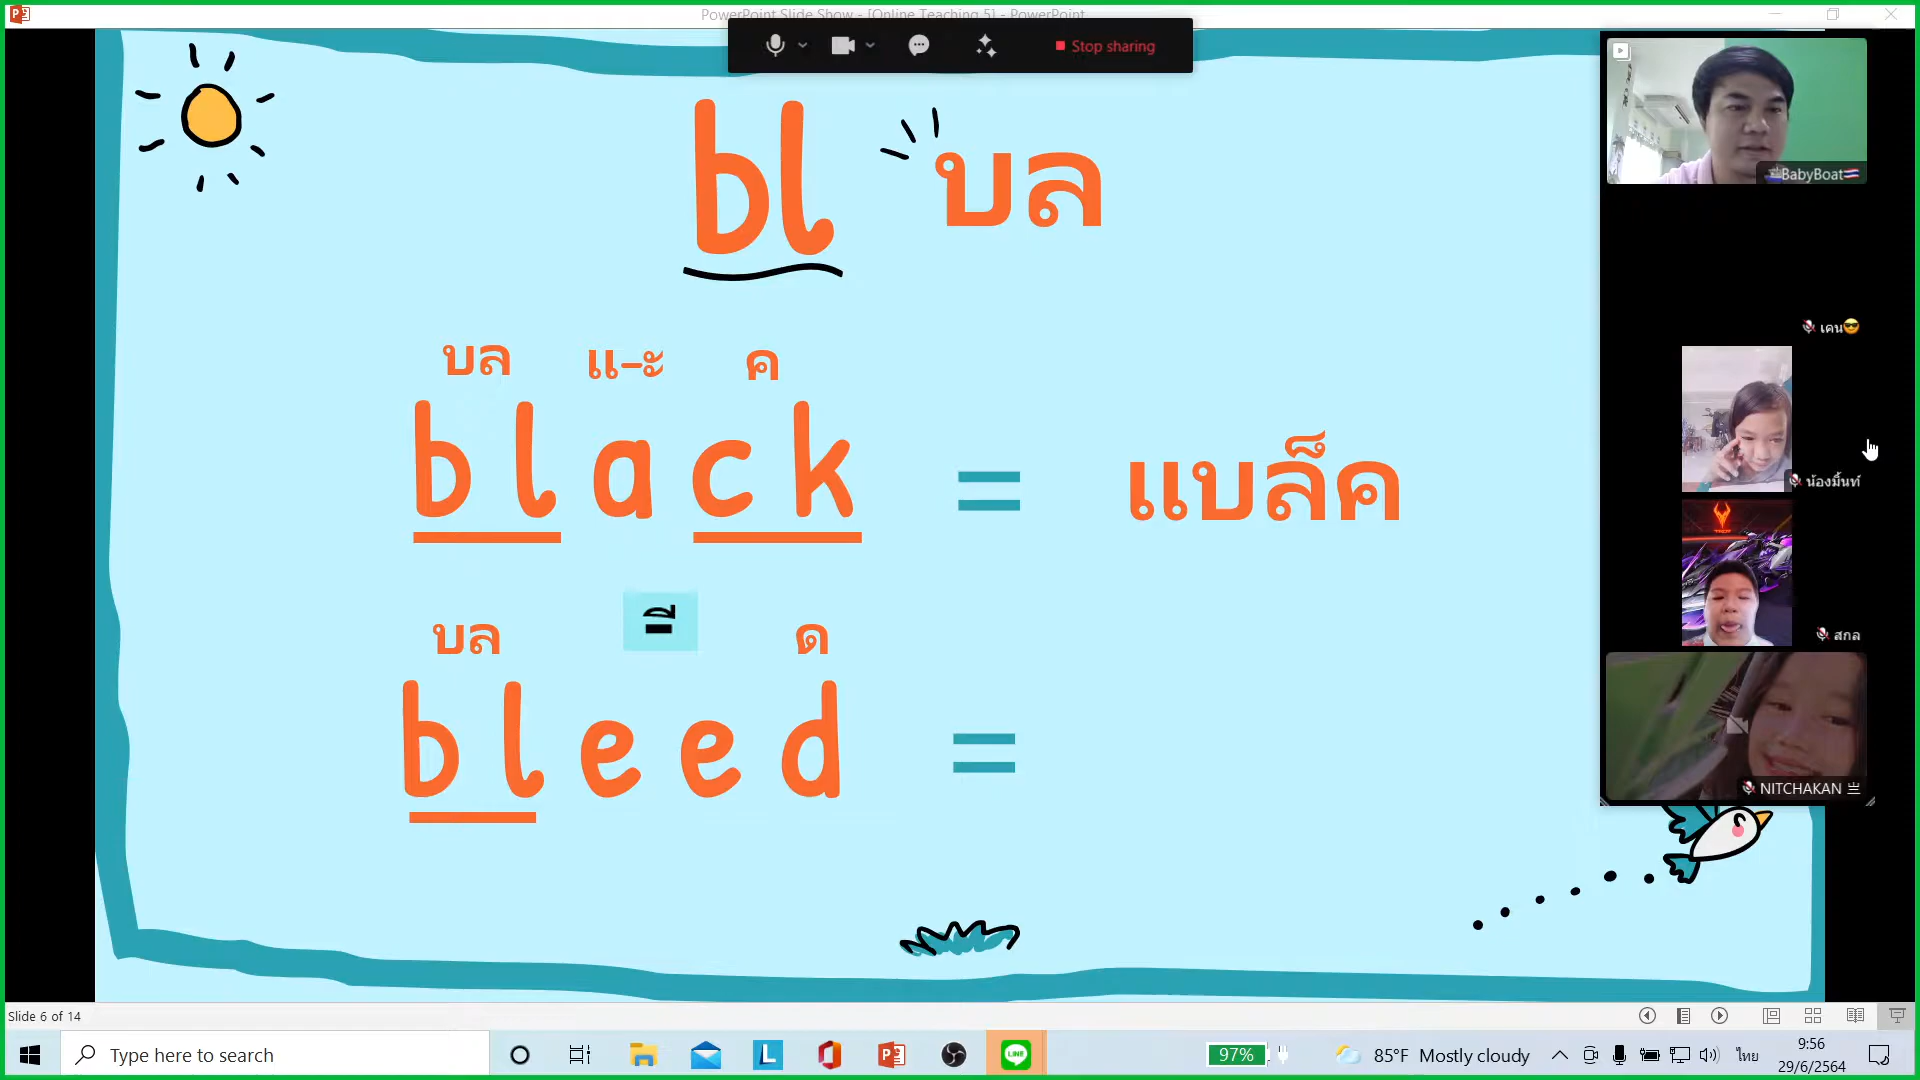 PowerPoint Slide Show - [Online Teaching 5] - PowerPoint
Stop sharing
bl บล
บล แ-ะ ค
black = แบล็ค
บล -ี ด
bleed =
BabyBoat
เคน😎
น้องมิ้นท์
สกล
NITCHAKAN
Slide 6 of 14
Type here to search
97%
85°F Mostly cloudy
ไทย
9:56
29/6/2564